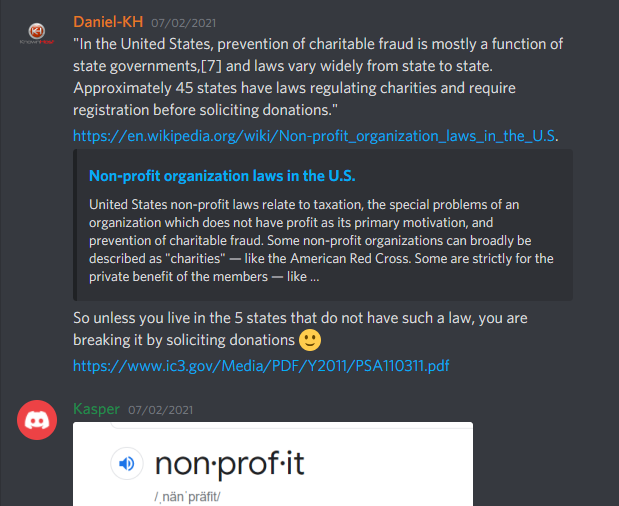 Daniel-KH 07/02/2021
"In the United States, prevention of charitable fraud is mostly a function of
state governments,[7] and laws vary widely from state to state.
Approximately 45 states have laws regulating charities and require
registration before soliciting donations."
https://en.wikipedia.org/wiki/Non-profit_organization_laws_in_the_U.S.
Non-profit organization laws in the U.S.
United States non-profit laws relate to taxation, the special problems of an
organization which does not have profit as its primary motivation, and
prevention of charitable fraud. Some non-profit organizations can broadly be
described as "charities" — like the American Red Cross. Some are strictly for the
private benefit of the members — like ...
So unless you live in the 5 states that do not have such a law, you are
breaking it by soliciting donations 🙂
https://www.ic3.gov/Media/PDF/Y2011/PSA110311.pdf
Kasper 07/02/2021
non·prof·it
/ˌnänˈpräfit/